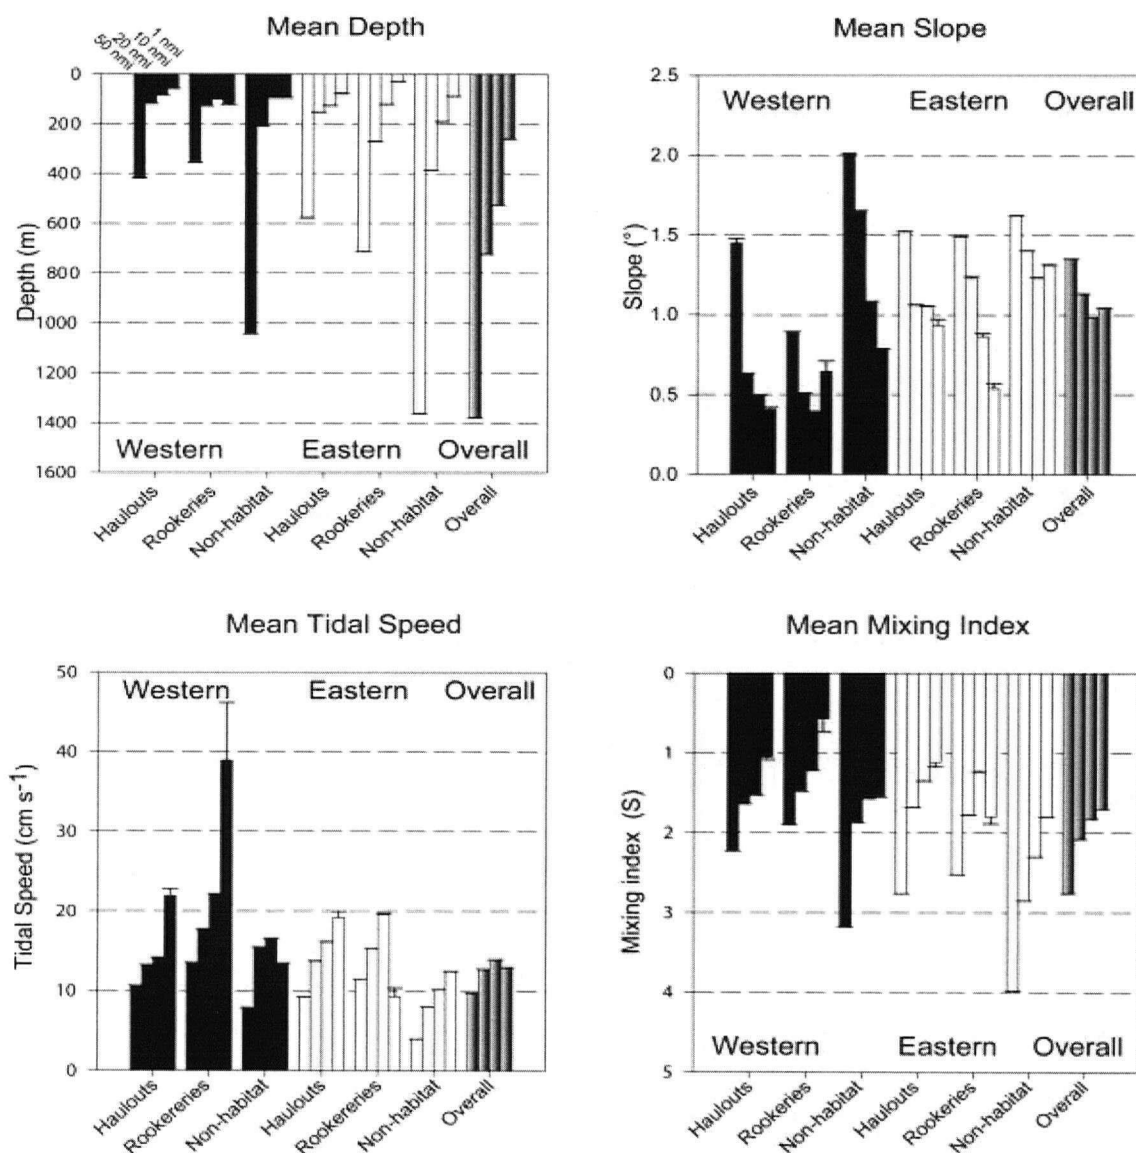 Mean Depth
50 nmi
20 nmi
10 nmi
1 nmi
0
200
400
600
800
1000
1200
1400
1600
Depth (m)
Western
Eastern
Overall
Haulouts
Rookeries
Non-habitat
Haulouts
Rookeries
Non-habitat
Overall
Mean Slope
2.5
2.0
1.5
1.0
0.5
0.0
Slope (°)
Western
Eastern
Overall
Haulouts
Rookeries
Non-habitat
Haulouts
Rookeries
Non-habitat
Overall
Mean Tidal Speed
50
40
30
20
10
0
Tidal Speed (cm s⁻¹)
Western
Eastern
Overall
Haulouts
Rookereries
Non-habitat
Haulouts
Rookereries
Non-habitat
Overall
Mean Mixing Index
0
1
2
3
4
5
Mixing index (S)
Western
Eastern
Overall
Haulouts
Rookeries
Non-habitat
Haulouts
Rookeries
Non-habitat
Overall